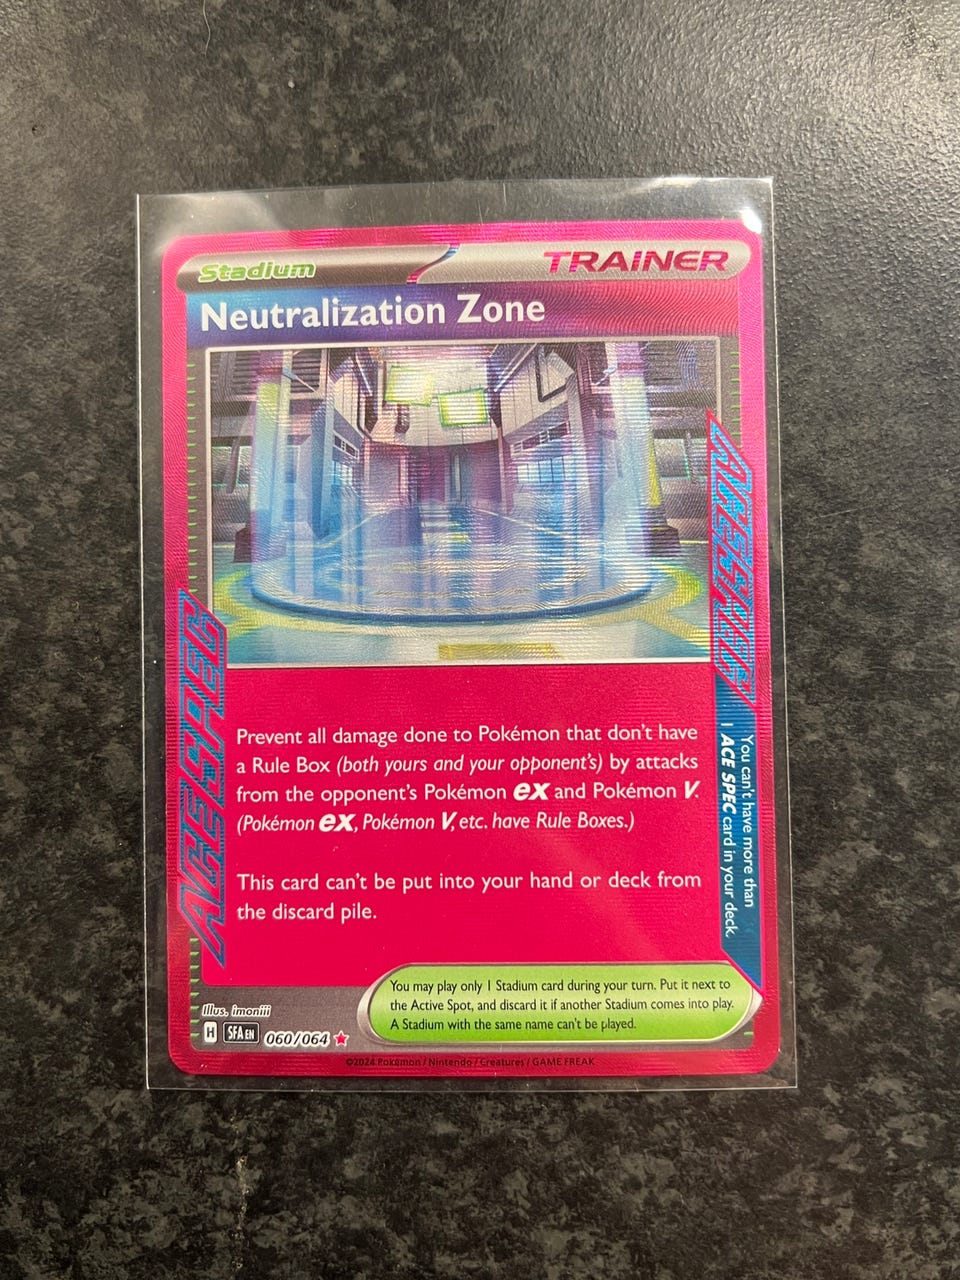 Stadium
TRAINER
Neutralization Zone
ACE SPEC
ACE SPEC
Prevent all damage done to Pokémon that don't have
a Rule Box (both yours and your opponent's) by attacks
from the opponent's Pokémon ex and Pokémon V.
(Pokémon ex, Pokémon V, etc. have Rule Boxes.)
This card can't be put into your hand or deck from
the discard pile.
You can't have more than
1 ACE SPEC card in your deck.
You may play only 1 Stadium card during your turn. Put it next to
the Active Spot, and discard it if another Stadium comes into play.
A Stadium with the same name can't be played.
Illus. imoniii
H SFA EN 060/064
©2024 Pokémon / Nintendo / Creatures / GAME FREAK